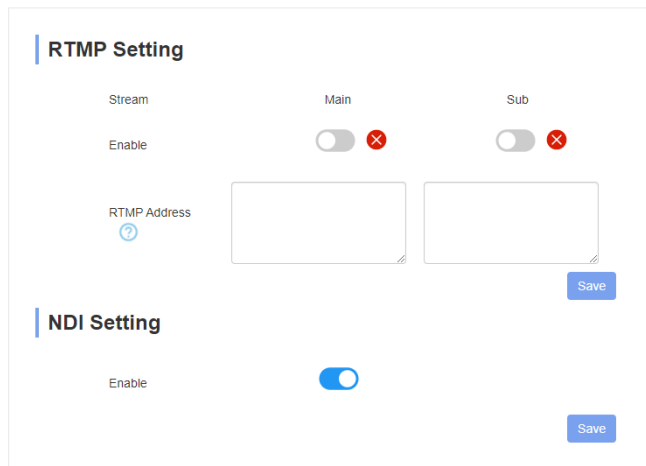 RTMP Setting
Stream Main Sub
Enable
RTMP Address
?
Save
NDI Setting
Enable
Save